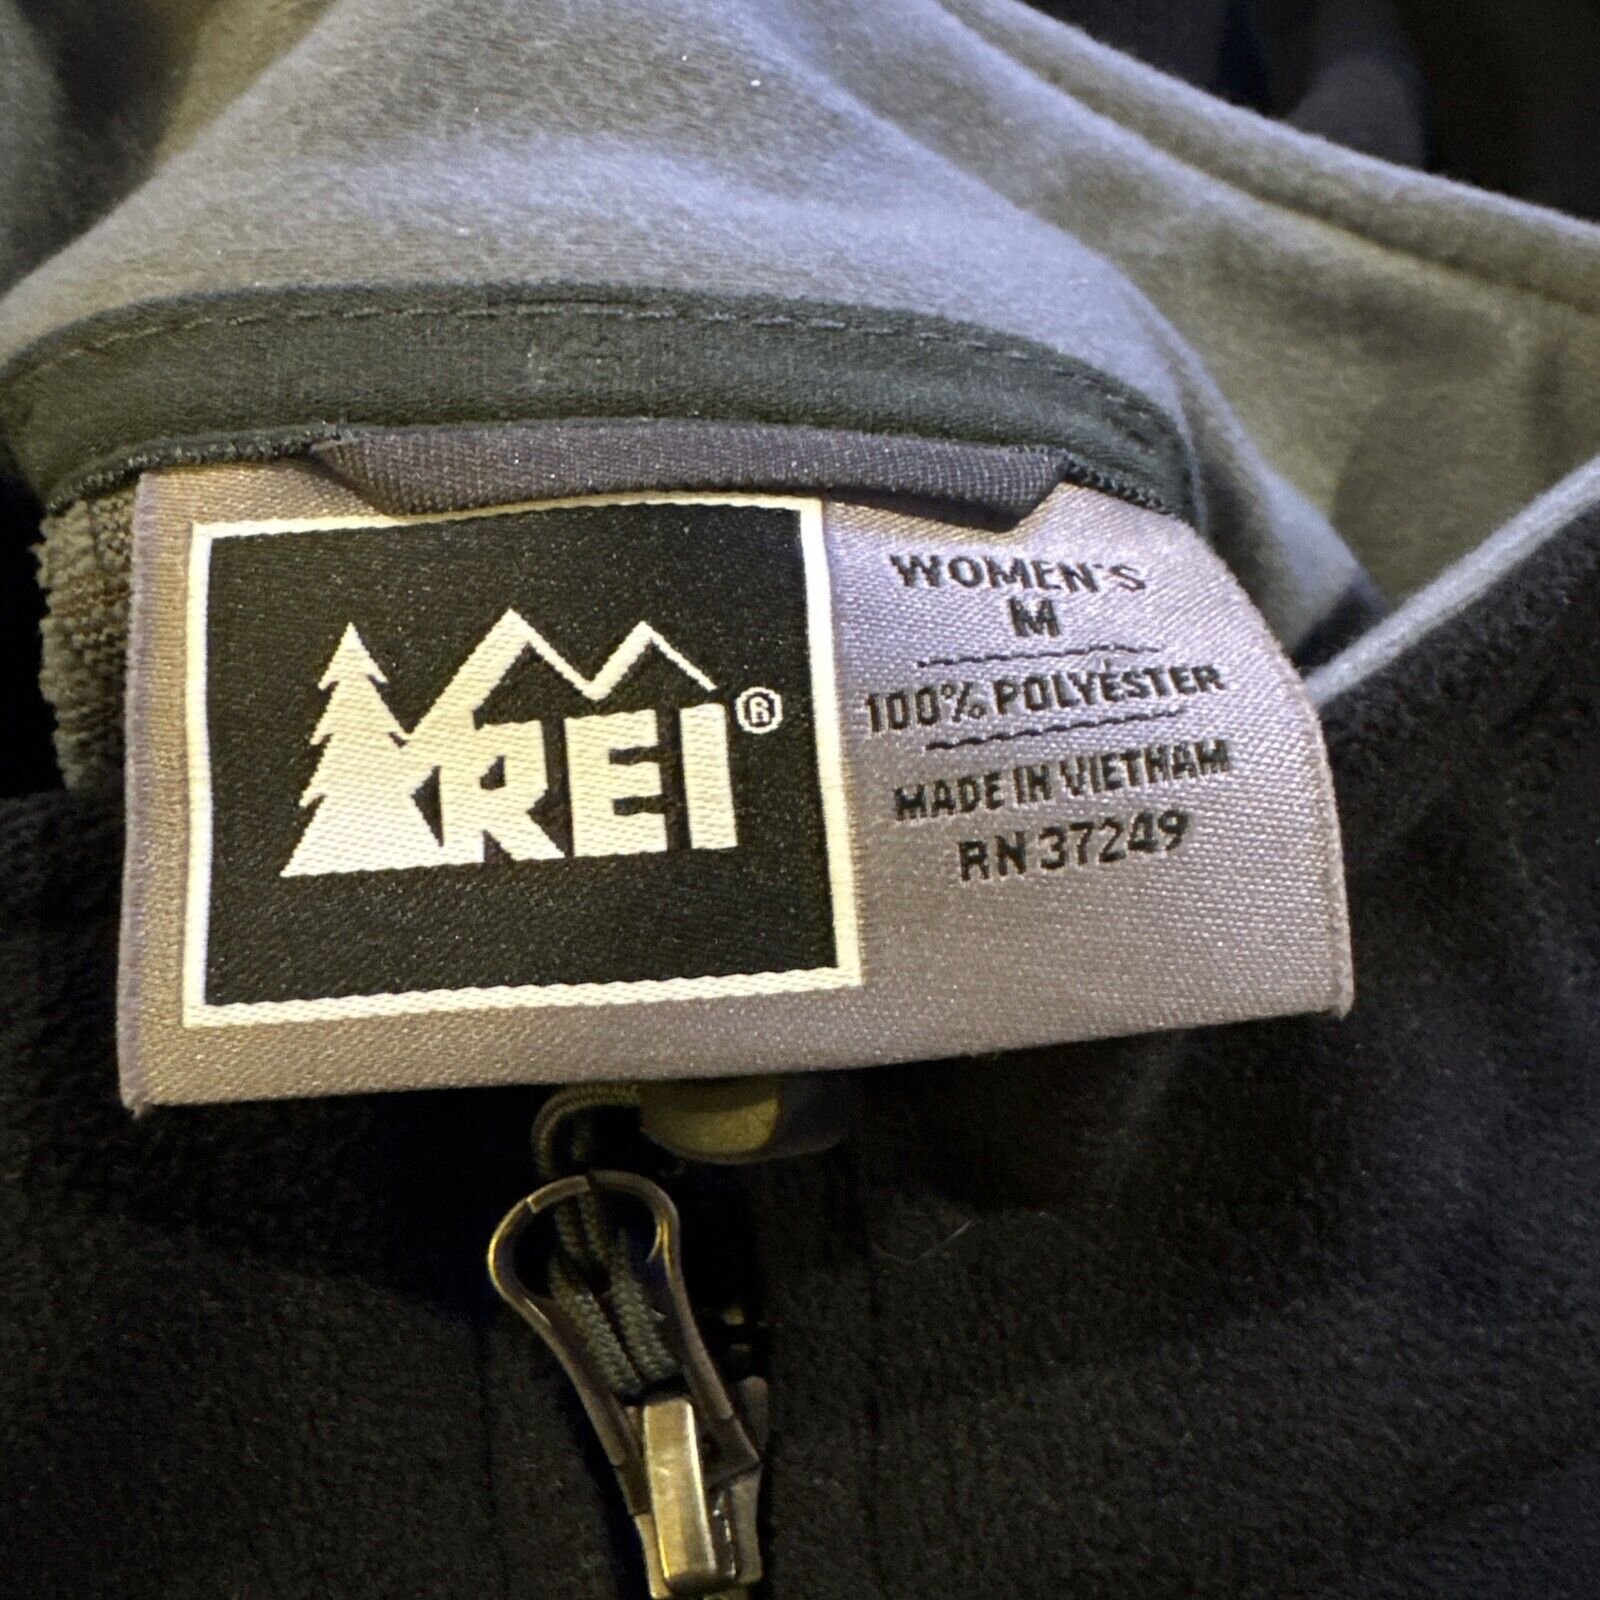 REI®
WOMEN'S
M
100% POLYESTER
MADE IN VIETNAM
RN 37249